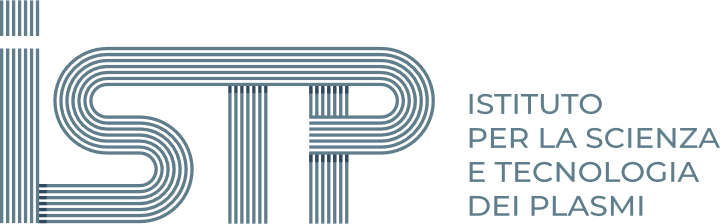 iSTP
ISTITUTO
PER LA SCIENZA
E TECNOLOGIA
DEI PLASMI